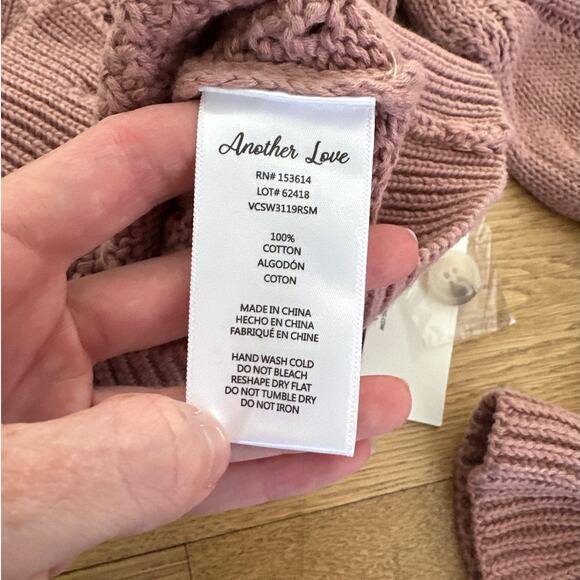 Another Love
RN# 153614
LOT# 62418
VCSW3119RSM
100%
COTTON
ALGODÓN
COTON
MADE IN CHINA
HECHO EN CHINA
FABRIQUÉ EN CHINE
HAND WASH COLD
DO NOT BLEACH
RESHAPE DRY FLAT
DO NOT TUMBLE DRY
DO NOT IRON